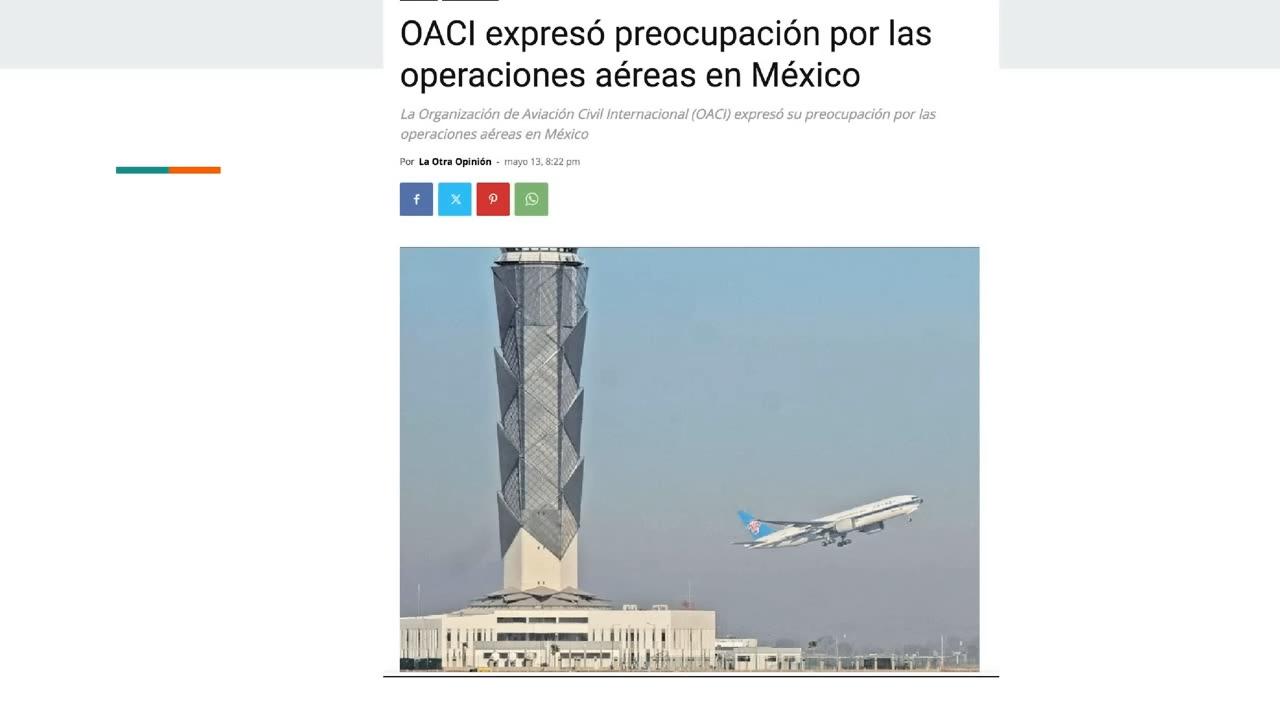 OACI expresó preocupación por las
operaciones aéreas en México
La Organización de Aviación Civil Internacional (OACI) expresó su preocupación por las
operaciones aéreas en México
Por La Otra Opinión - mayo 13, 8:22 pm